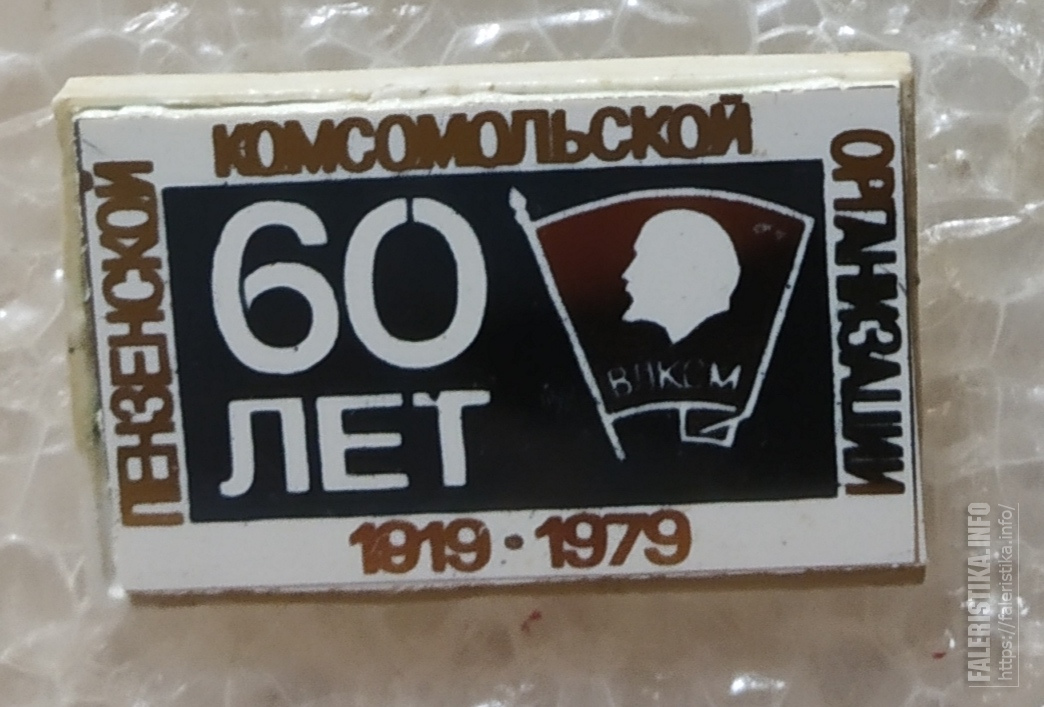 ПЕНЗЕНСКОЙ
КОМСОМОЛЬСКОЙ
ОРГАНИЗАЦИИ
60
ЛЕТ
ВЛКСМ
1919 · 1979
FALERISTIKA.INFO
https://faleristika.info/